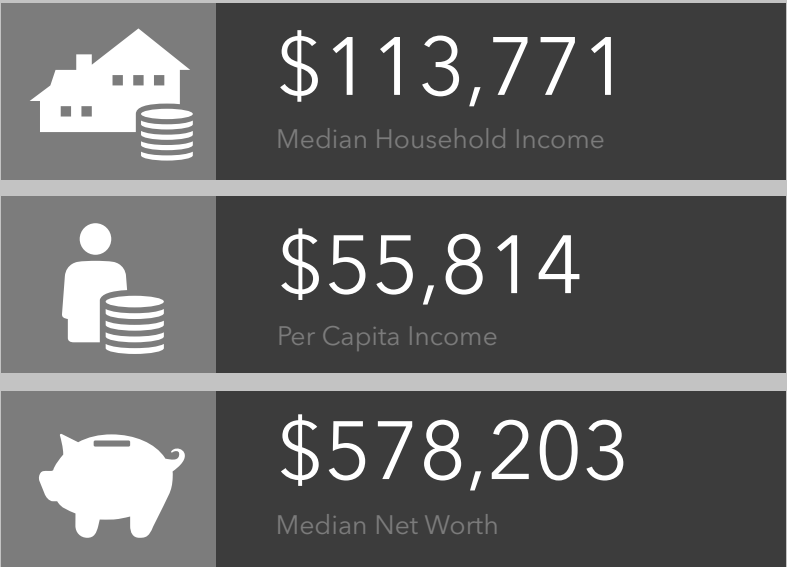 $113,771
Median Household Income
$55,814
Per Capita Income
$578,203
Median Net Worth